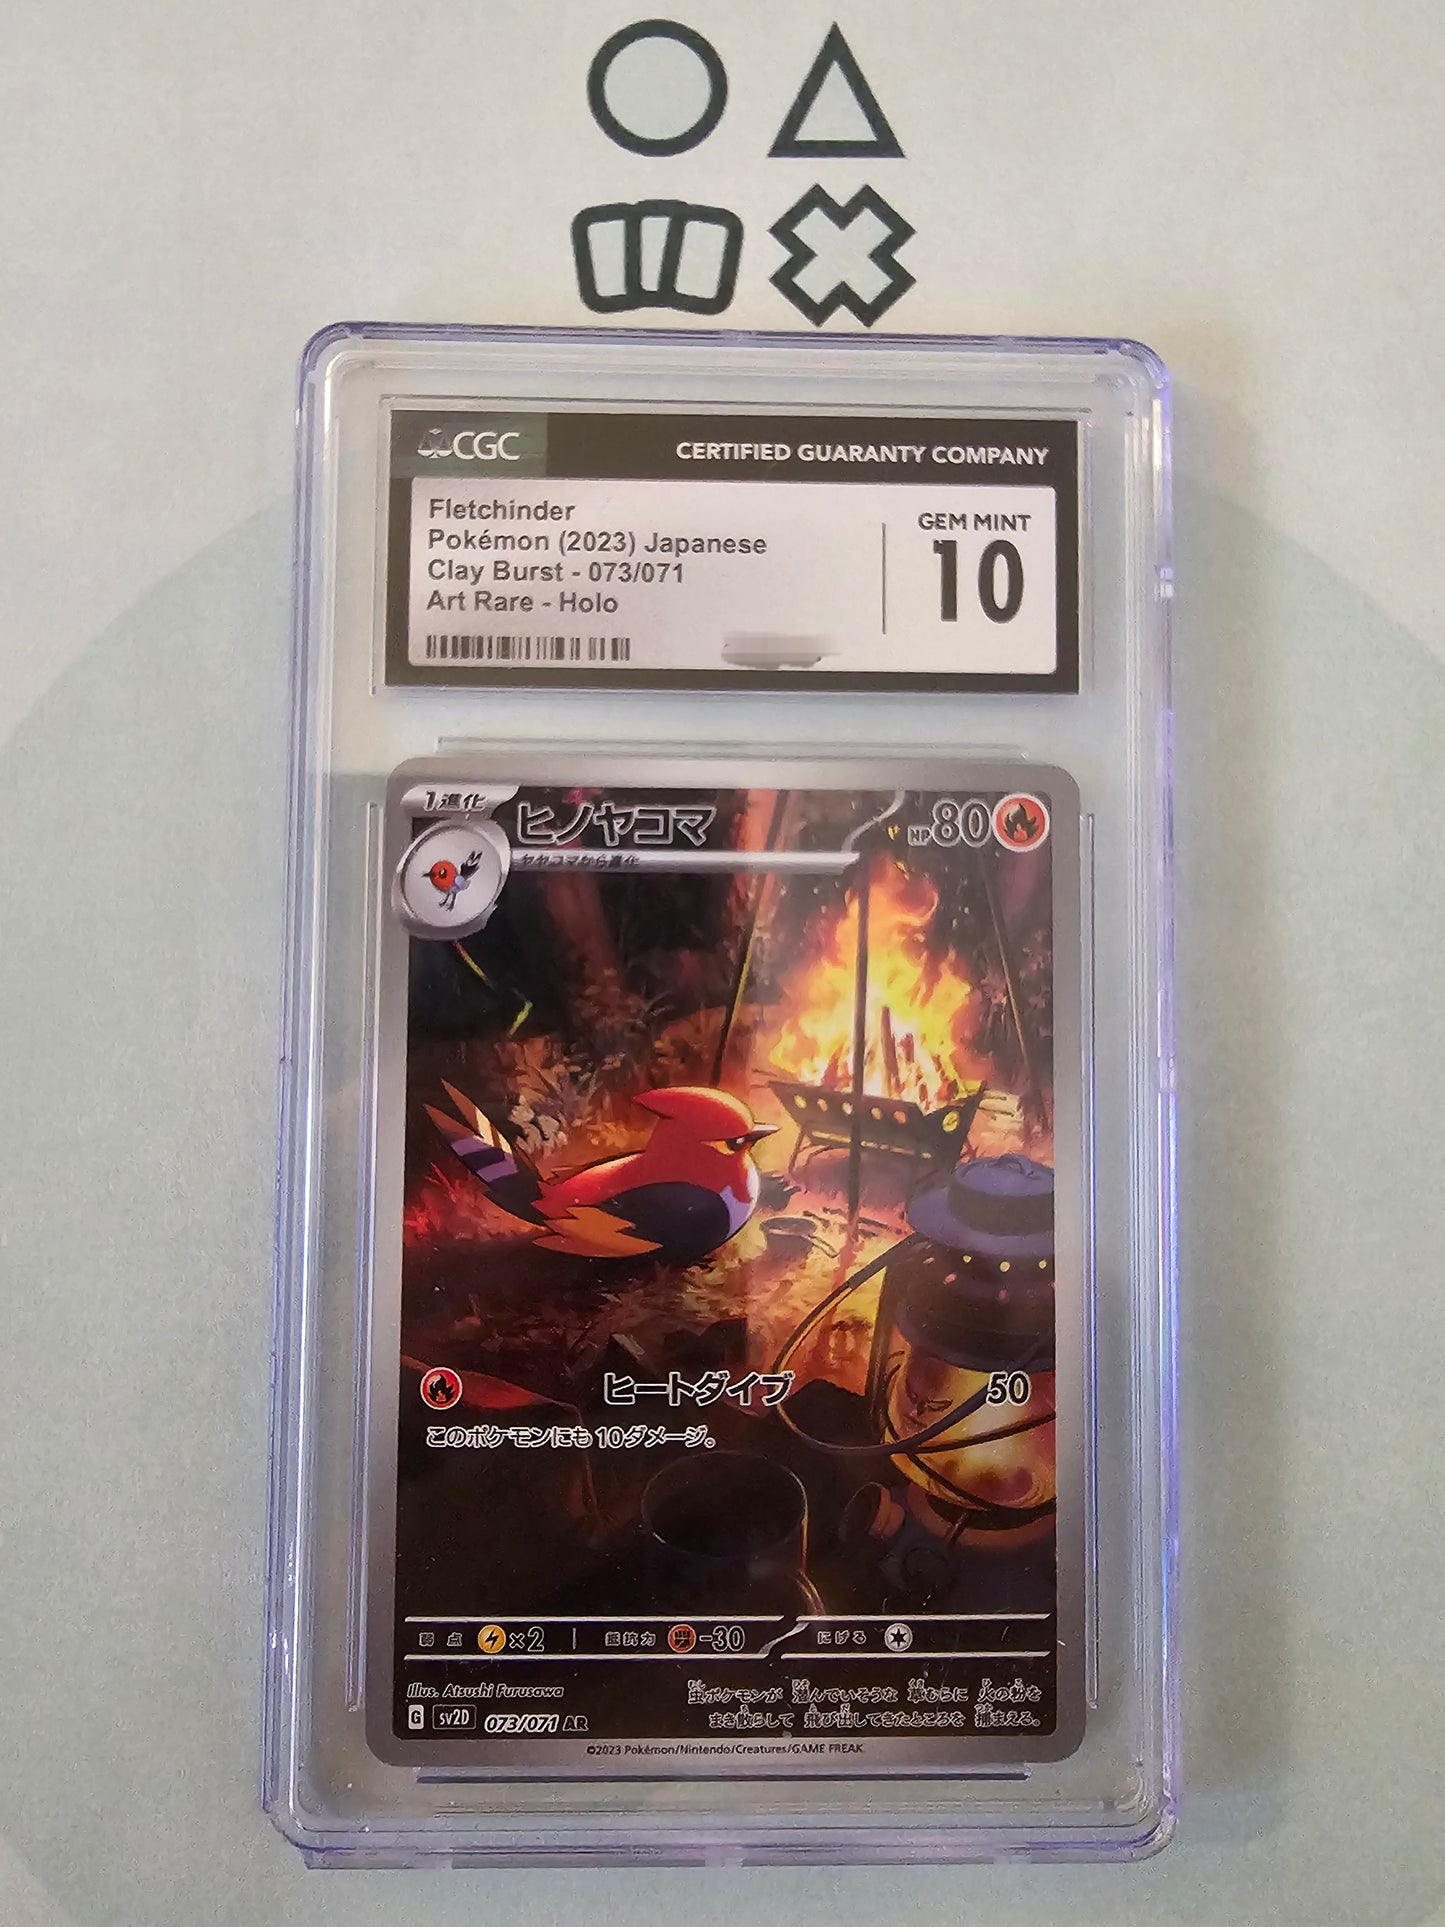 CGC
CERTIFIED GUARANTY COMPANY
Fletchinder
Pokémon (2023) Japanese
Clay Burst - 073/071
Art Rare - Holo
GEM MINT
10
1進化
ヒノヤコマ
HP80
ヤヤコマから進化
ヒートダイブ 50
このポケモンにも10ダメージ。
弱点 ×2 抵抗力 -30 にげる
Illus. Atsushi Furusawa
G sv2D 073/071 AR
虫ポケモンが 潜んでいそうな 草むらに 火の粉を
まき散らして 飛び出してきたところを 捕まえる。
©2023 Pokémon/Nintendo/Creatures/GAME FREAK.